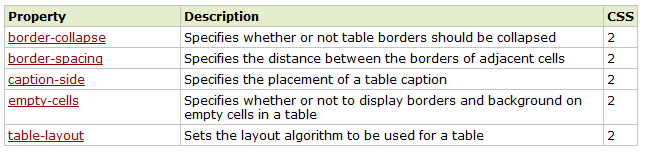 Property Description CSS
border-collapse Specifies whether or not table borders should be collapsed 2
border-spacing Specifies the distance between the borders of adjacent cells 2
caption-side Specifies the placement of a table caption 2
empty-cells Specifies whether or not to display borders and background on 2
empty cells in a table
table-layout Sets the layout algorithm to be used for a table 2